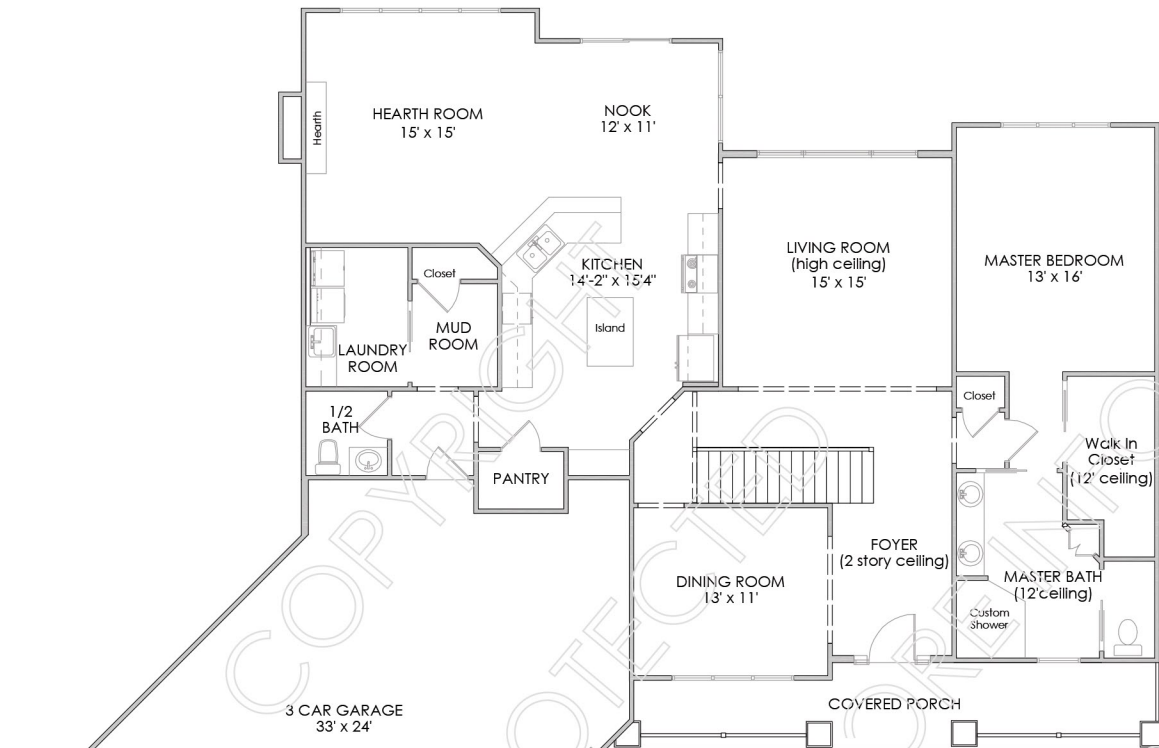 HEARTH ROOM
15' x 15'
Hearth
NOOK
12' x 11'
LIVING ROOM
(high ceiling)
15' x 15'
MASTER BEDROOM
13' x 16'
KITCHEN
14'-2" x 15'4"
Island
Closet
MUD
ROOM
LAUNDRY
ROOM
1/2
BATH
PANTRY
Closet
Walk In
Closet
(12' ceiling)
FOYER
(2 story ceiling)
DINING ROOM
13' x 11'
MASTER BATH
(12'ceiling)
Custom
Shower
COVERED PORCH
3 CAR GARAGE
33' x 24'
COPYRIGHT
OTECTED
ORE INFO